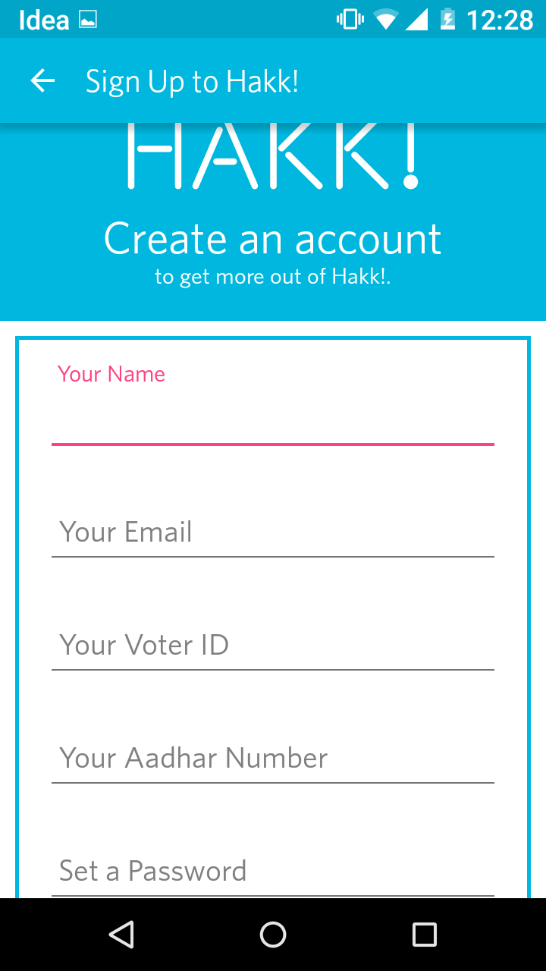 Idea 12:28
Sign Up to Hakk!
HAKK!
Create an account
to get more out of Hakk!.
Your Name
Your Email
Your Voter ID
Your Aadhar Number
Set a Password